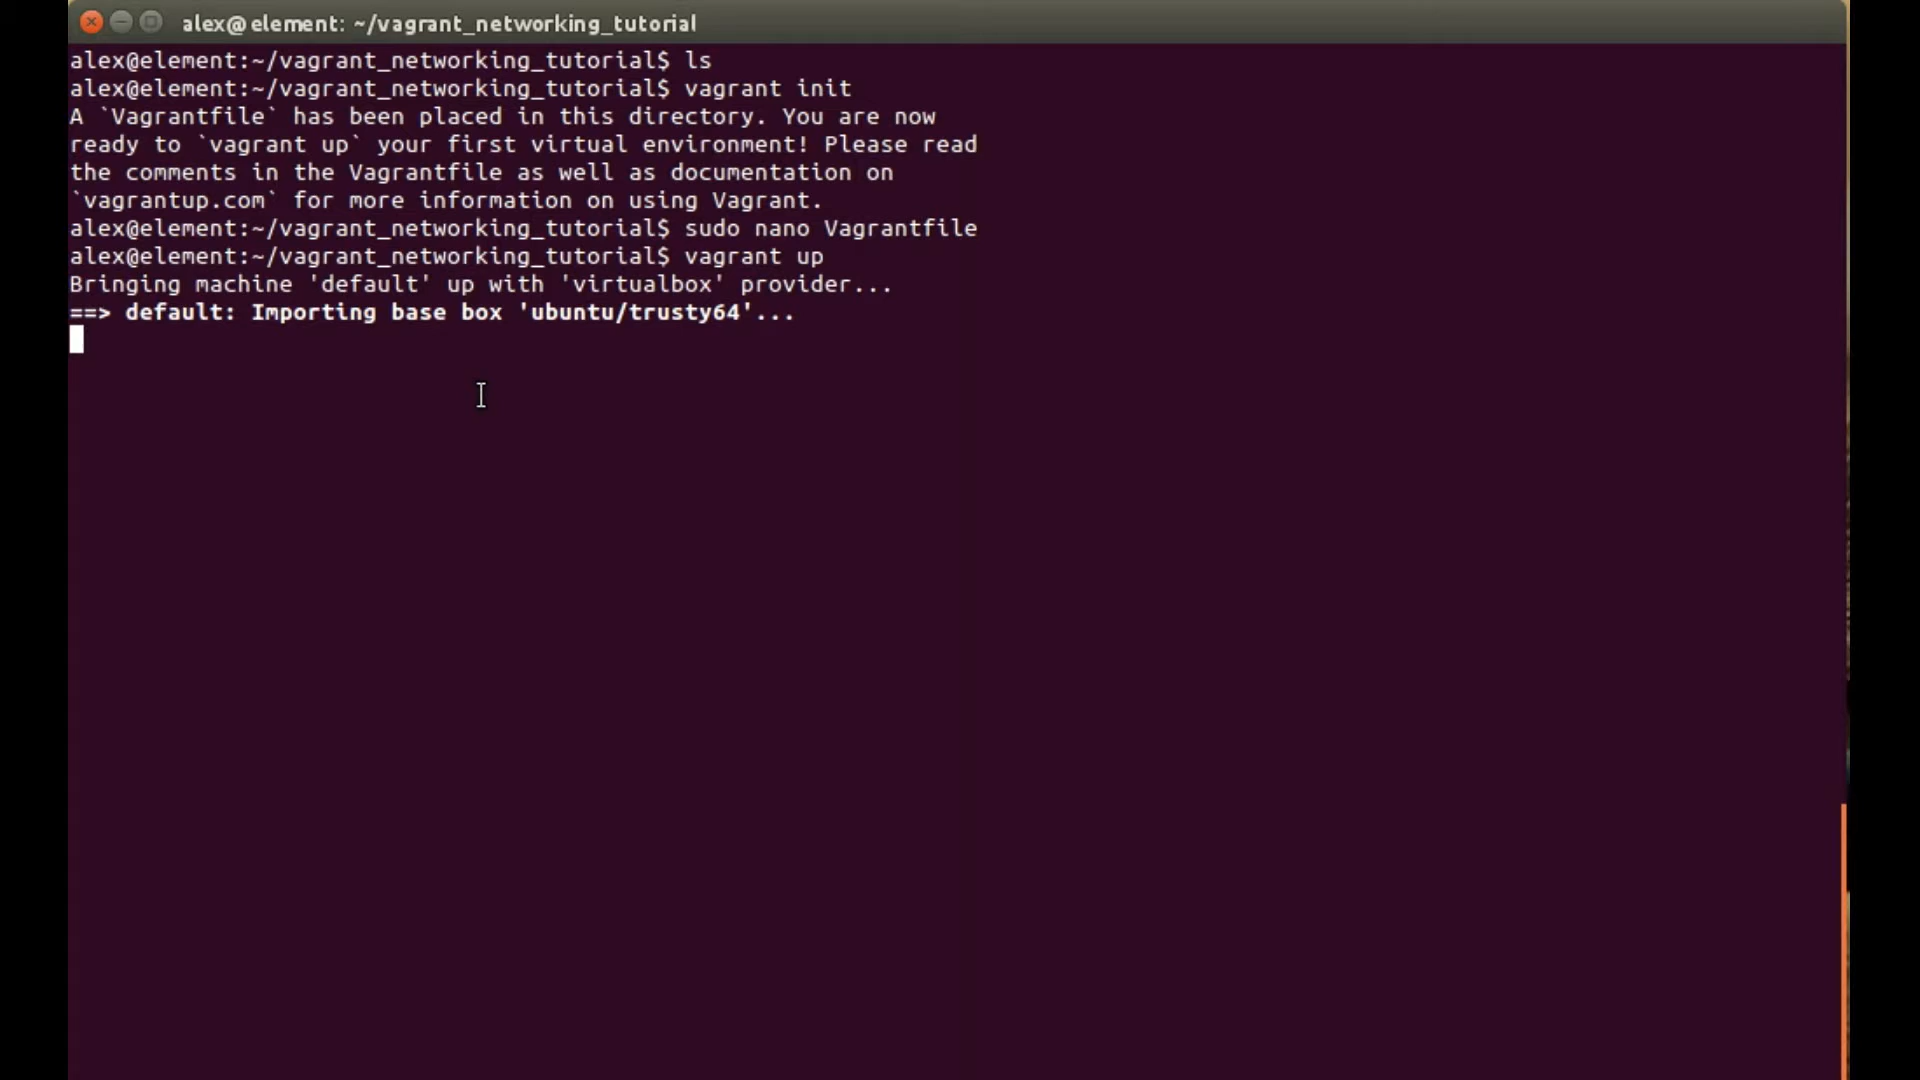 alex@element: ~/vagrant_networking_tutorial
alex@element:~/vagrant_networking_tutorial$ ls
alex@element:~/vagrant_networking_tutorial$ vagrant init
A `Vagrantfile` has been placed in this directory. You are now
ready to `vagrant up` your first virtual environment! Please read
the comments in the Vagrantfile as well as documentation on
`vagrantup.com` for more information on using Vagrant.
alex@element:~/vagrant_networking_tutorial$ sudo nano Vagrantfile
alex@element:~/vagrant_networking_tutorial$ vagrant up
Bringing machine 'default' up with 'virtualbox' provider...
==> default: Importing base box 'ubuntu/trusty64'...